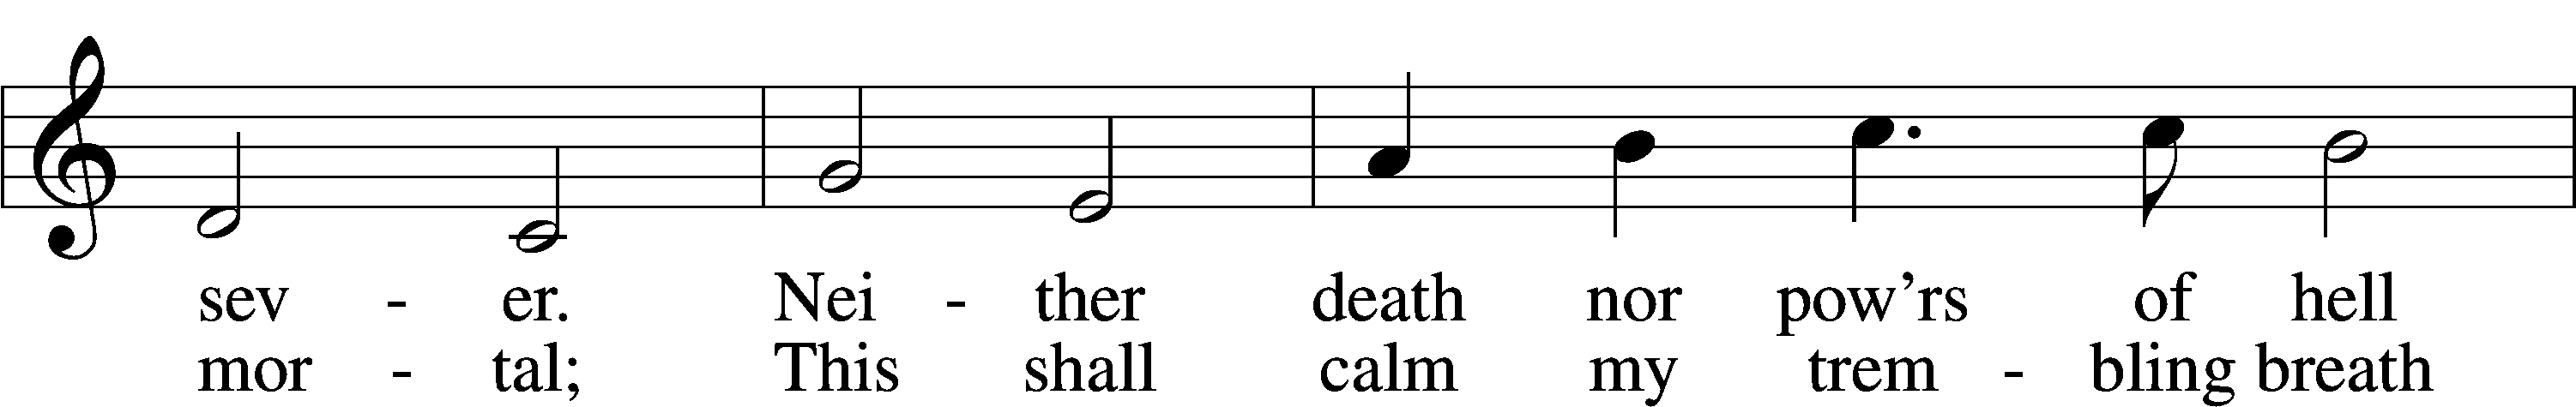 sev - er. Nei - ther death nor pow’rs of hell
mor - tal; This shall calm my trem - bling breath